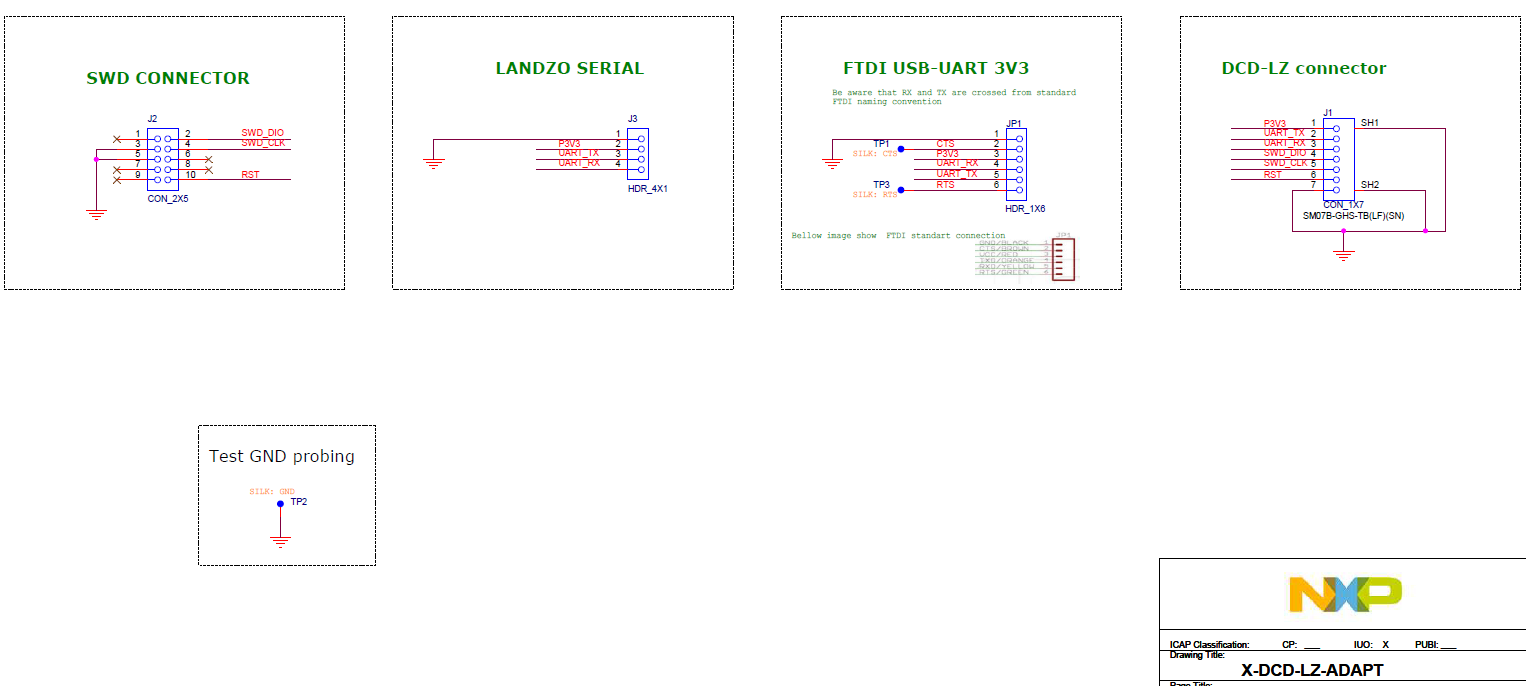 SWD CONNECTOR
J2
1 2 SWD_DIO
3 4 SWD_CLK
5 6
7 8
9 10 RST
CON_2X5
LANDZO SERIAL
J3
1
P3V3 2
UART_TX 3
UART_RX 4
HDR_4X1
FTDI USB-UART 3V3
Be aware that RX and TX are crossed from standard
FTDI naming convention
JP1
1
TP1 CTS 2
SILK: CTS P3V3 3
UART_RX 4
UART_TX 5
TP3 RTS 6
SILK: RTS
HDR_1X6
Bellow image show FTDI standart connection
JP1
GND/BLACK 1
CTS/BROWN 2
VCC/RED 3
TXD/ORANGE 4
RXD/YELLOW 5
RTS/GREEN 6
DCD-LZ connector
J1
P3V3 1 SH1
UART_TX 2
UART_RX 3
SWD_DIO 4
SWD_CLK 5
RST 6
7 SH2
CON_1X7
SM07B-GHS-TB(LF)(SN)
Test GND probing
SILK: GND
TP2
NXP
ICAP Classification: CP: ___ IUO: X PUBI: ___
Drawing Title:
X-DCD-LZ-ADAPT
Page Title: